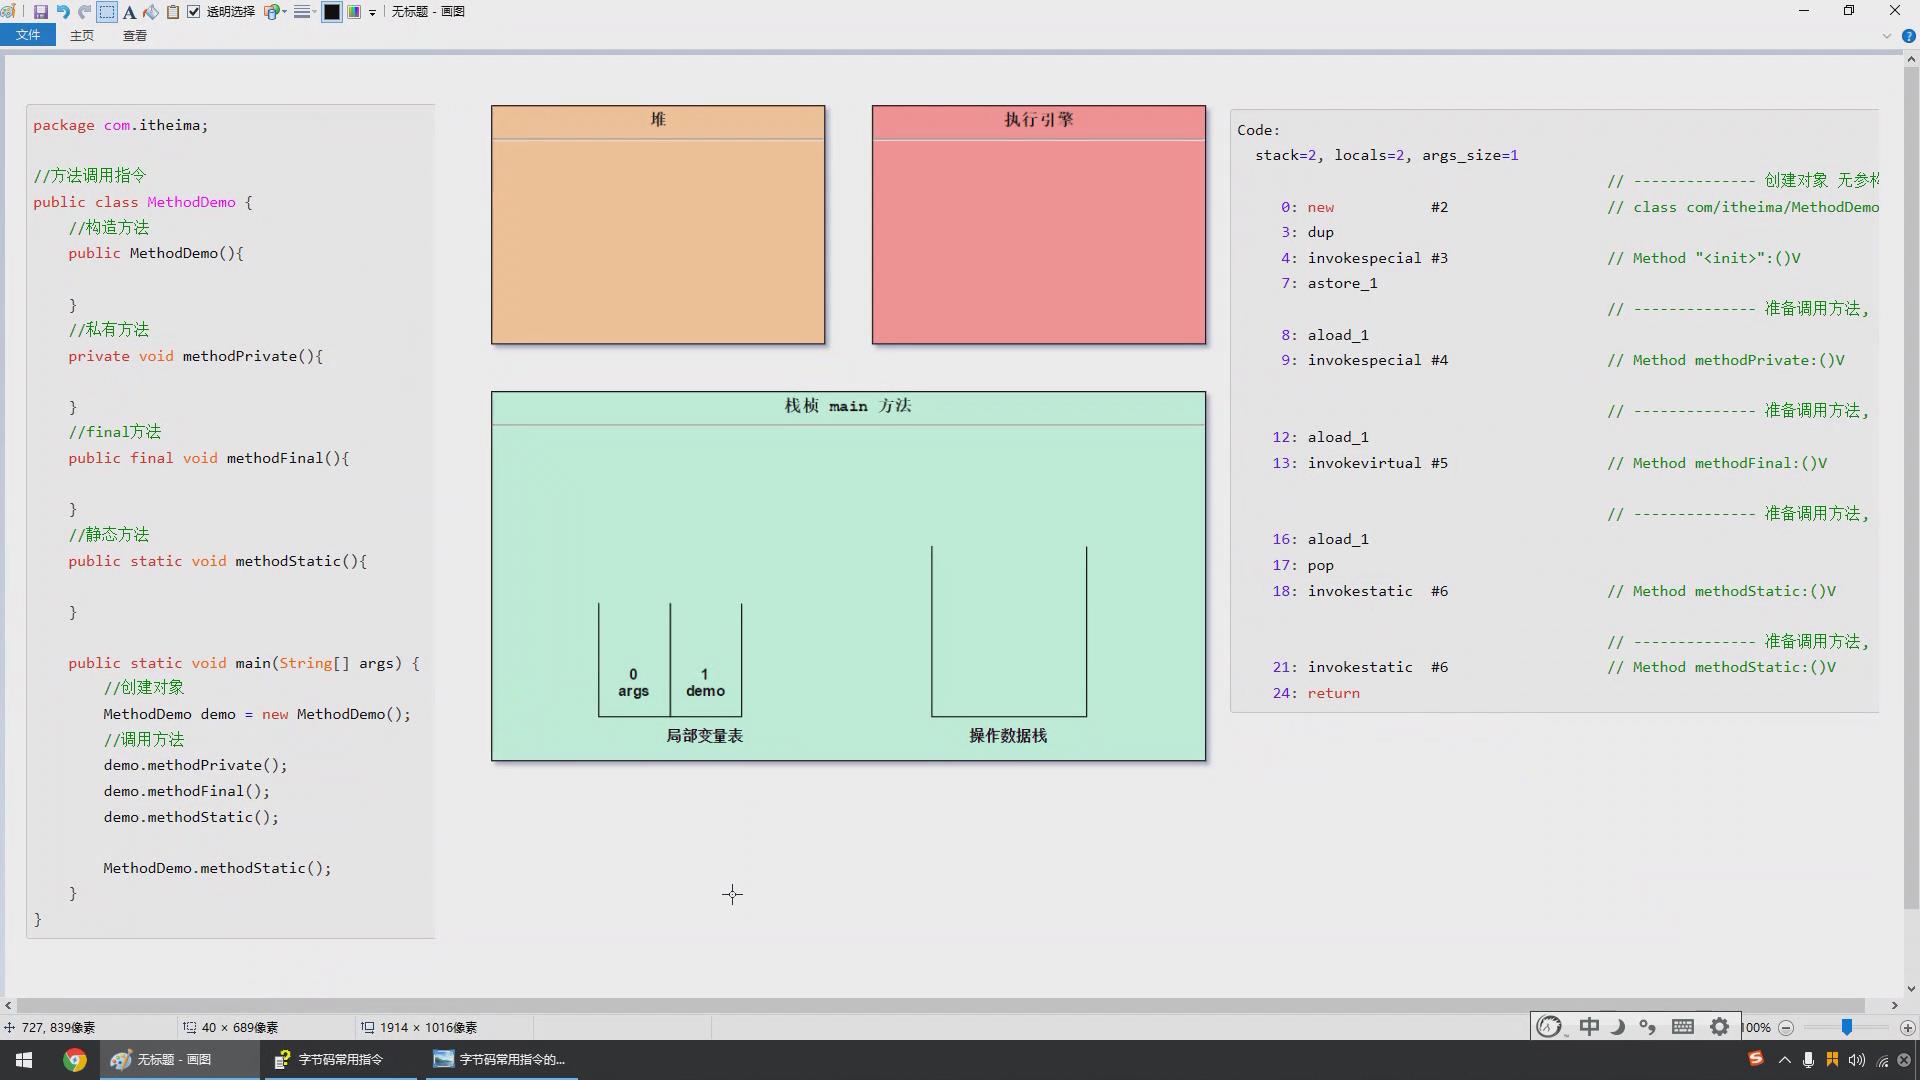 透明选择
无标题 - 画图
文件
主页
查看
package com.itheima;
//方法调用指令
public class MethodDemo {
//构造方法
public MethodDemo(){
}
//私有方法
private void methodPrivate(){
}
//final方法
public final void methodFinal(){
}
//静态方法
public static void methodStatic(){
}
public static void main(String[] args) {
//创建对象
MethodDemo demo = new MethodDemo();
//调用方法
demo.methodPrivate();
demo.methodFinal();
demo.methodStatic();
MethodDemo.methodStatic();
}
}
堆
执行引擎
栈桢 main 方法
0
args
1
demo
局部变量表
操作数据栈
Code:
stack=2, locals=2, args_size=1
// -------------- 创建对象 无参
0: new #2 // class com/itheima/MethodDemo
3: dup
4: invokespecial #3 // Method "<init>":()V
7: astore_1
// -------------- 准备调用方法,
8: aload_1
9: invokespecial #4 // Method methodPrivate:()V
// -------------- 准备调用方法,
12: aload_1
13: invokevirtual #5 // Method methodFinal:()V
// -------------- 准备调用方法,
16: aload_1
17: pop
18: invokestatic #6 // Method methodStatic:()V
// -------------- 准备调用方法,
21: invokestatic #6 // Method methodStatic:()V
24: return
727, 839像素
40 × 689像素
1914 × 1016像素
中
100%
无标题 - 画图
字节码常用指令
字节码常用指令的...